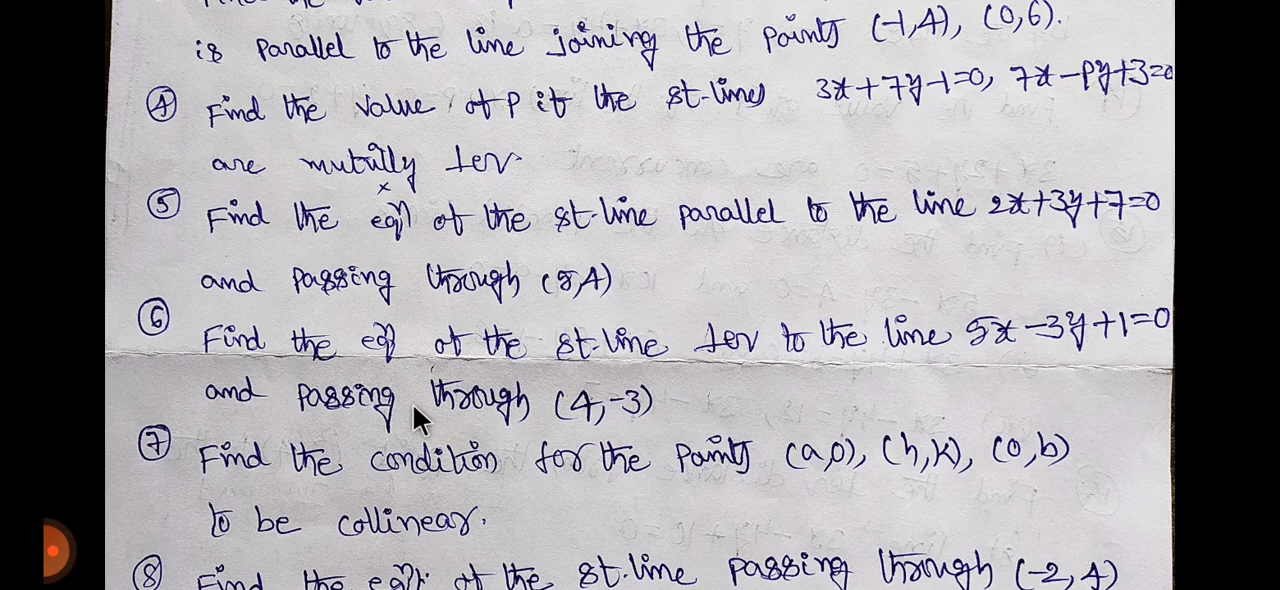 is parallel to the line joining the points (-1,4), (0,6).
④ Find the value of P if the st-lines 3x+7y-1=0, 7x-py+3=0
are mutually ⊥er.
⑤ Find the eqn of the st-line parallel to the line 2x+3y+7=0
and passing through (5,4)
⑥ Find the eqn of the st-line ⊥er to the line 5x-3y+1=0
and passing through (4,-3)
⑦ Find the condition for the points (a,0), (h,k), (0,b)
to be collinear.
⑧ Find the eqn of the st-line passing through (-2,4)